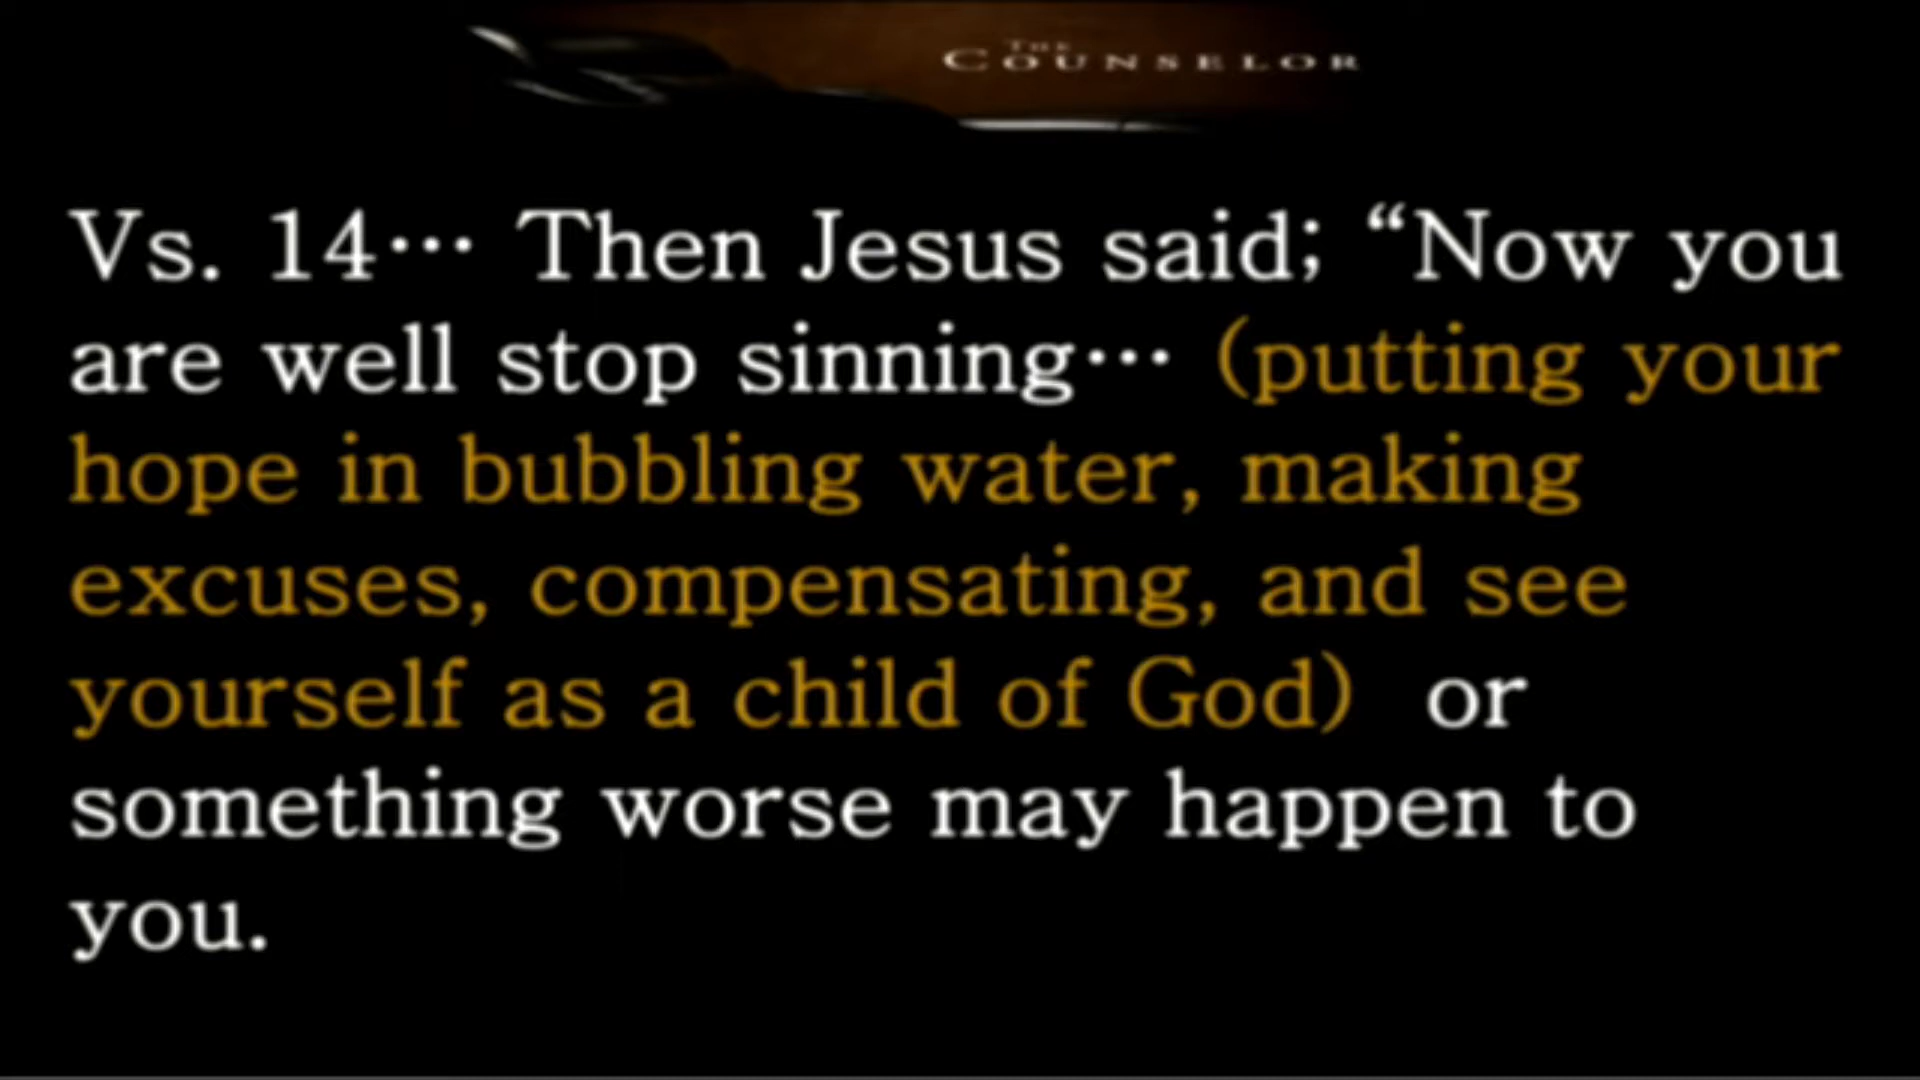 THE
COUNSELOR
Vs. 14… Then Jesus said; “Now you
are well stop sinning… (putting your
hope in bubbling water, making
excuses, compensating, and see
yourself as a child of God) or
something worse may happen to
you.